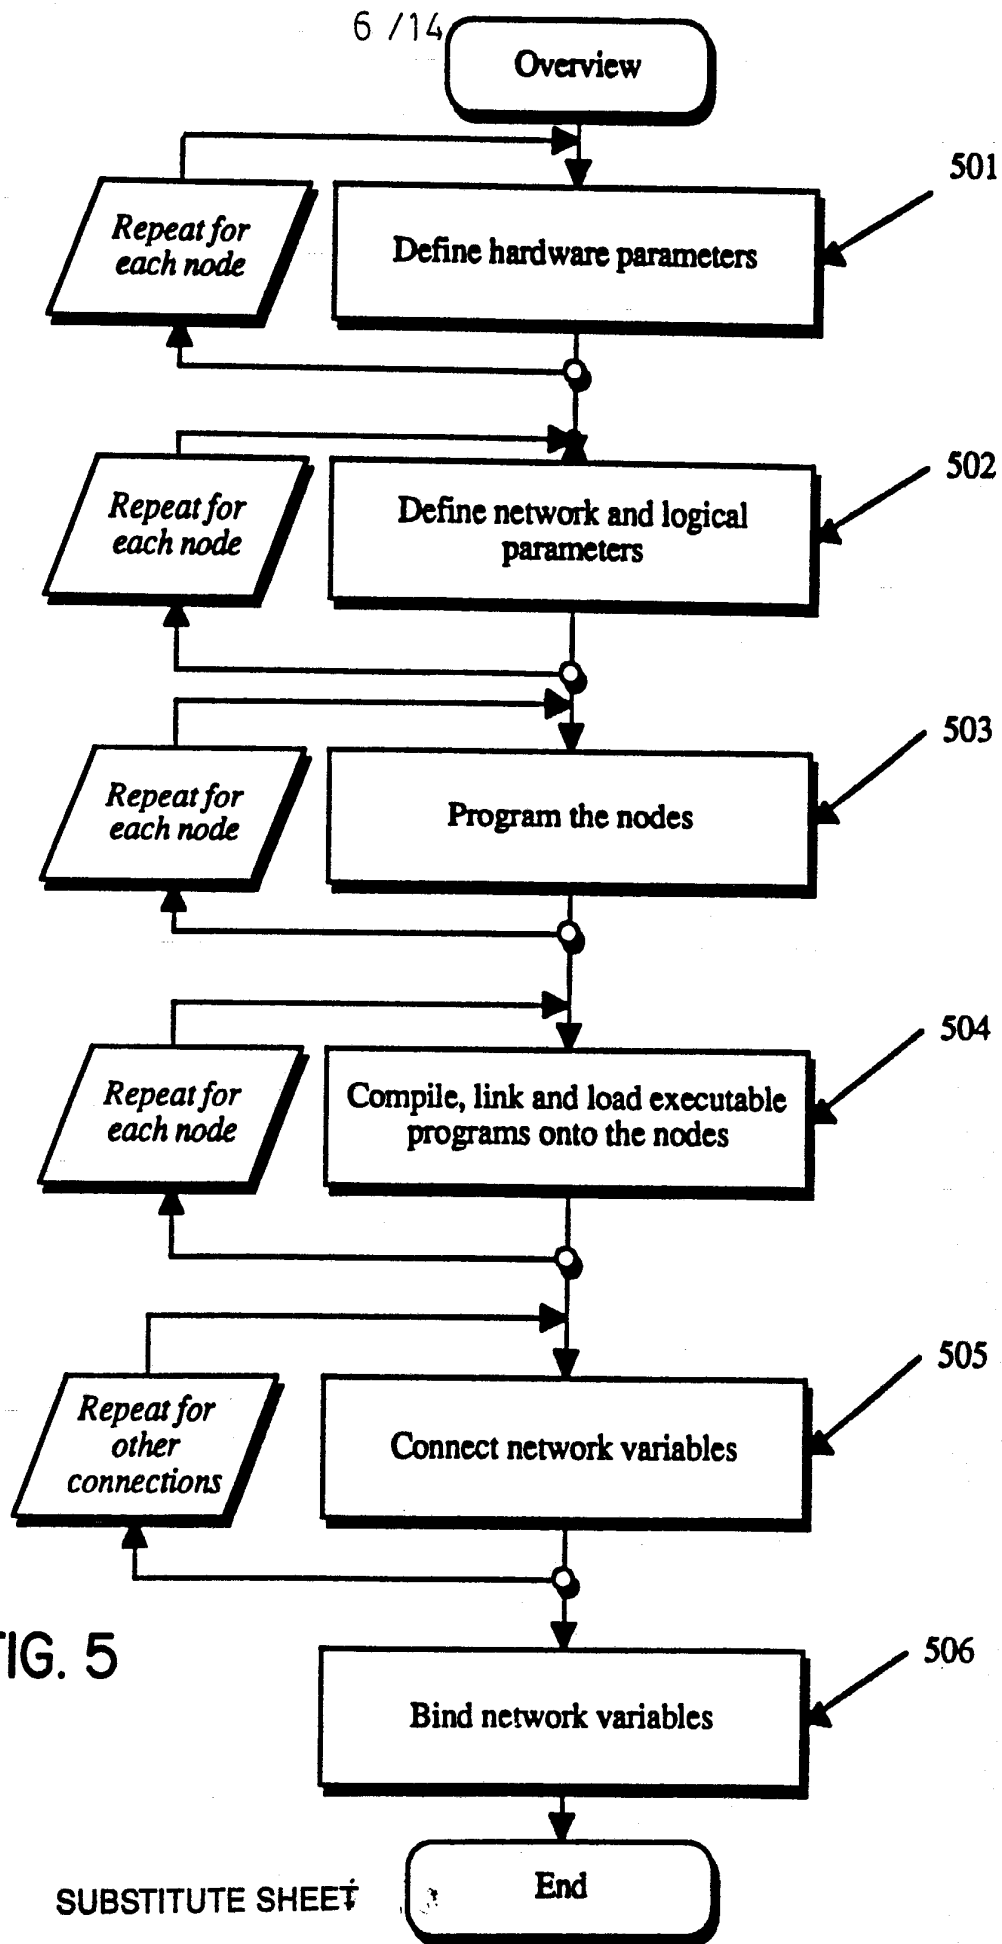 6 /14
Overview
501
Repeat for
each node
Define hardware parameters
502
Repeat for
each node
Define network and logical
parameters
503
Repeat for
each node
Program the nodes
504
Repeat for
each node
Compile, link and load executable
programs onto the nodes
505
Repeat for
other
connections
Connect network variables
FIG. 5
506
Bind network variables
End
SUBSTITUTE SHEET